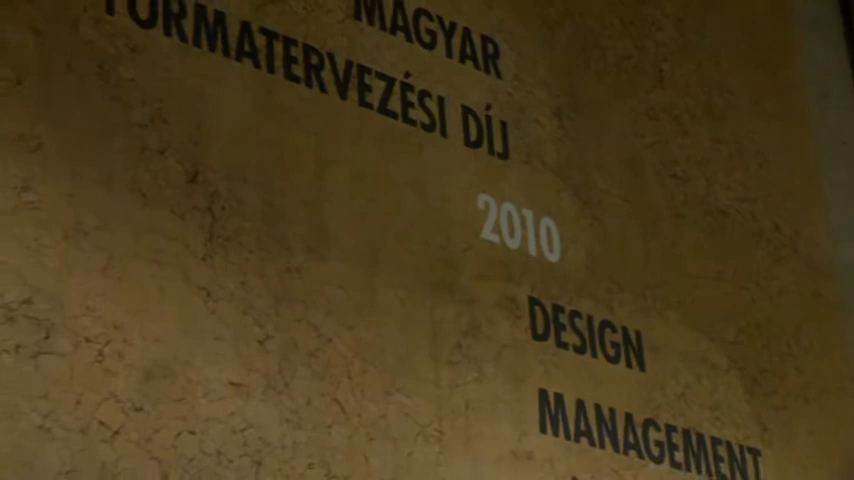 MAGYAR
FORMATERVEZÉSI DÍJ
2010
DESIGN
MANAGEMENT